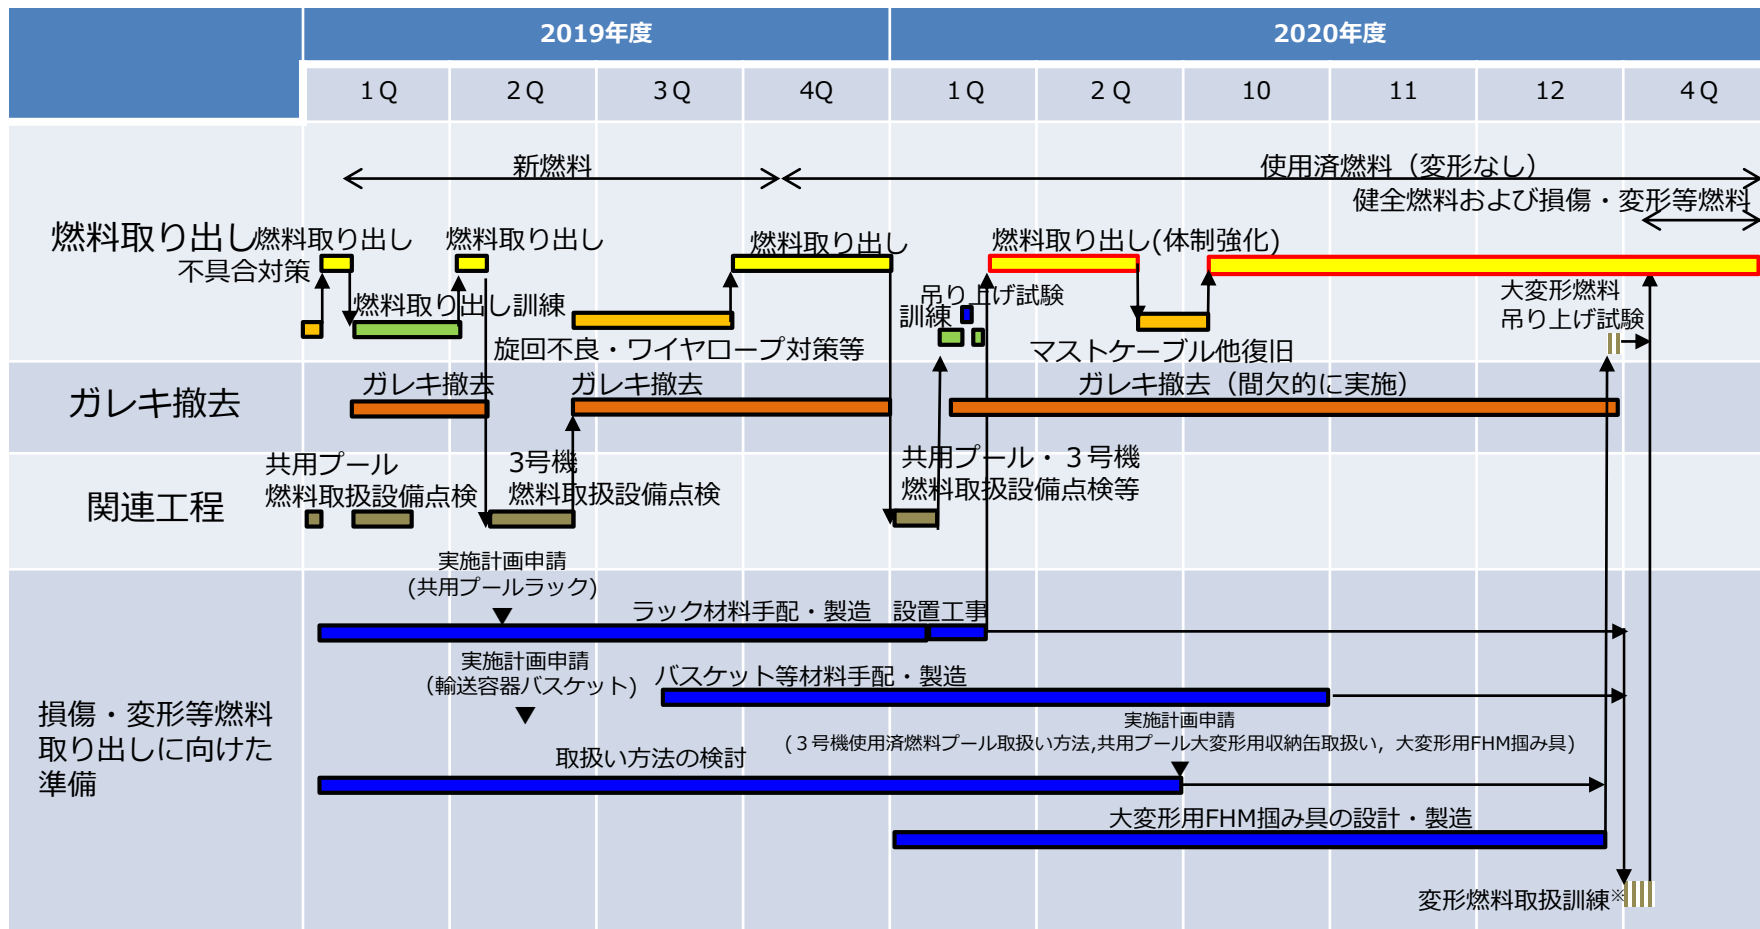 2019年度
2020年度
１Q
２Q
３Q
4Q
１Q
２Q
10
11
12
４Q
新燃料
使用済燃料（変形なし）
健全燃料および損傷・変形等燃料
燃料取り出し
燃料取り出し
燃料取り出し
燃料取り出し
燃料取り出し(体制強化)
不具合対策
燃料取り出し訓練
吊り上げ試験
訓練
大変形燃料
吊り上げ試験
旋回不良・ワイヤロープ対策等
マストケーブル他復旧
ガレキ撤去
ガレキ撤去
ガレキ撤去
ガレキ撤去（間欠的に実施）
関連工程
共用プール
燃料取扱設備点検
3号機
燃料取扱設備点検
共用プール・３号機
燃料取扱設備点検等
損傷・変形等燃料
取り出しに向けた
準備
実施計画申請
(共用プールラック)
ラック材料手配・製造
設置工事
実施計画申請
（輸送容器バスケット）
バスケット等材料手配・製造
実施計画申請
(３号機使用済燃料プール取扱い方法,共用プール大変形用収納缶取扱い，大変形用FHM掴み具)
取扱い方法の検討
大変形用FHM掴み具の設計・製造
変形燃料取扱訓練※